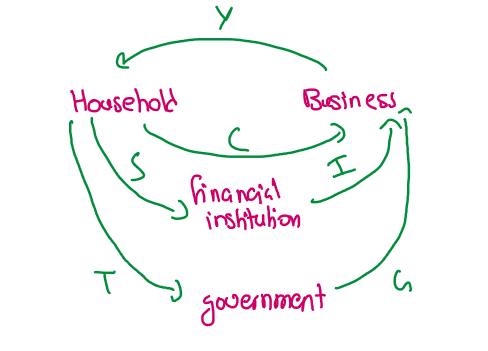 Y
Household
Business
C
S
I
financial
institution
T
G
government